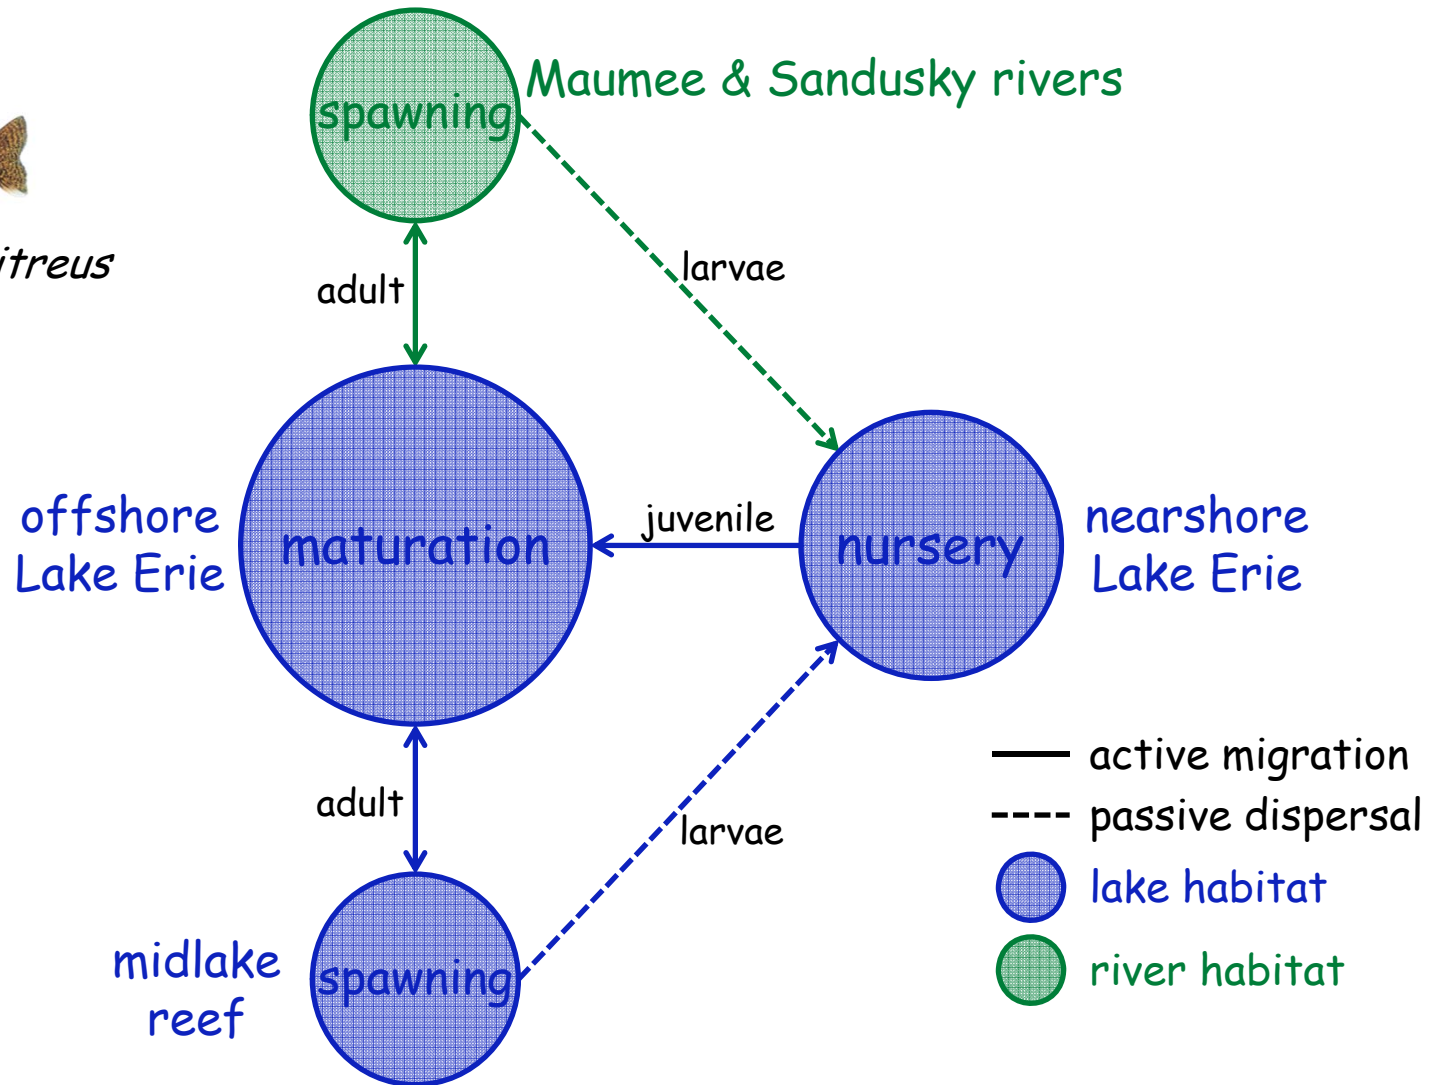 spawning
Maumee & Sandusky rivers
itreus
adult
larvae
offshore
Lake Erie
maturation
juvenile
nursery
nearshore
Lake Erie
adult
larvae
midlake
reef
spawning
active migration
passive dispersal
lake habitat
river habitat